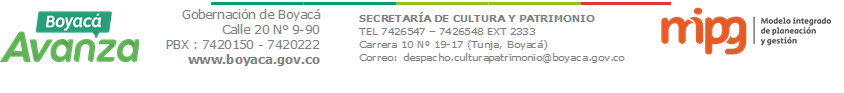 Boyacá
Avanza
Gobernación de Boyacá
Calle 20 N° 9-90
PBX : 7420150 - 7420222
www.boyaca.gov.co
SECRETARÍA DE CULTURA Y PATRIMONIO
TEL 7426547 – 7426548 EXT 2333
Carrera 10 Nº 19-17 (Tunja, Boyacá)
Correo: despacho.culturapatrimonio@boyaca.gov.co
mipg
Modelo integrado
de planeación
y gestión